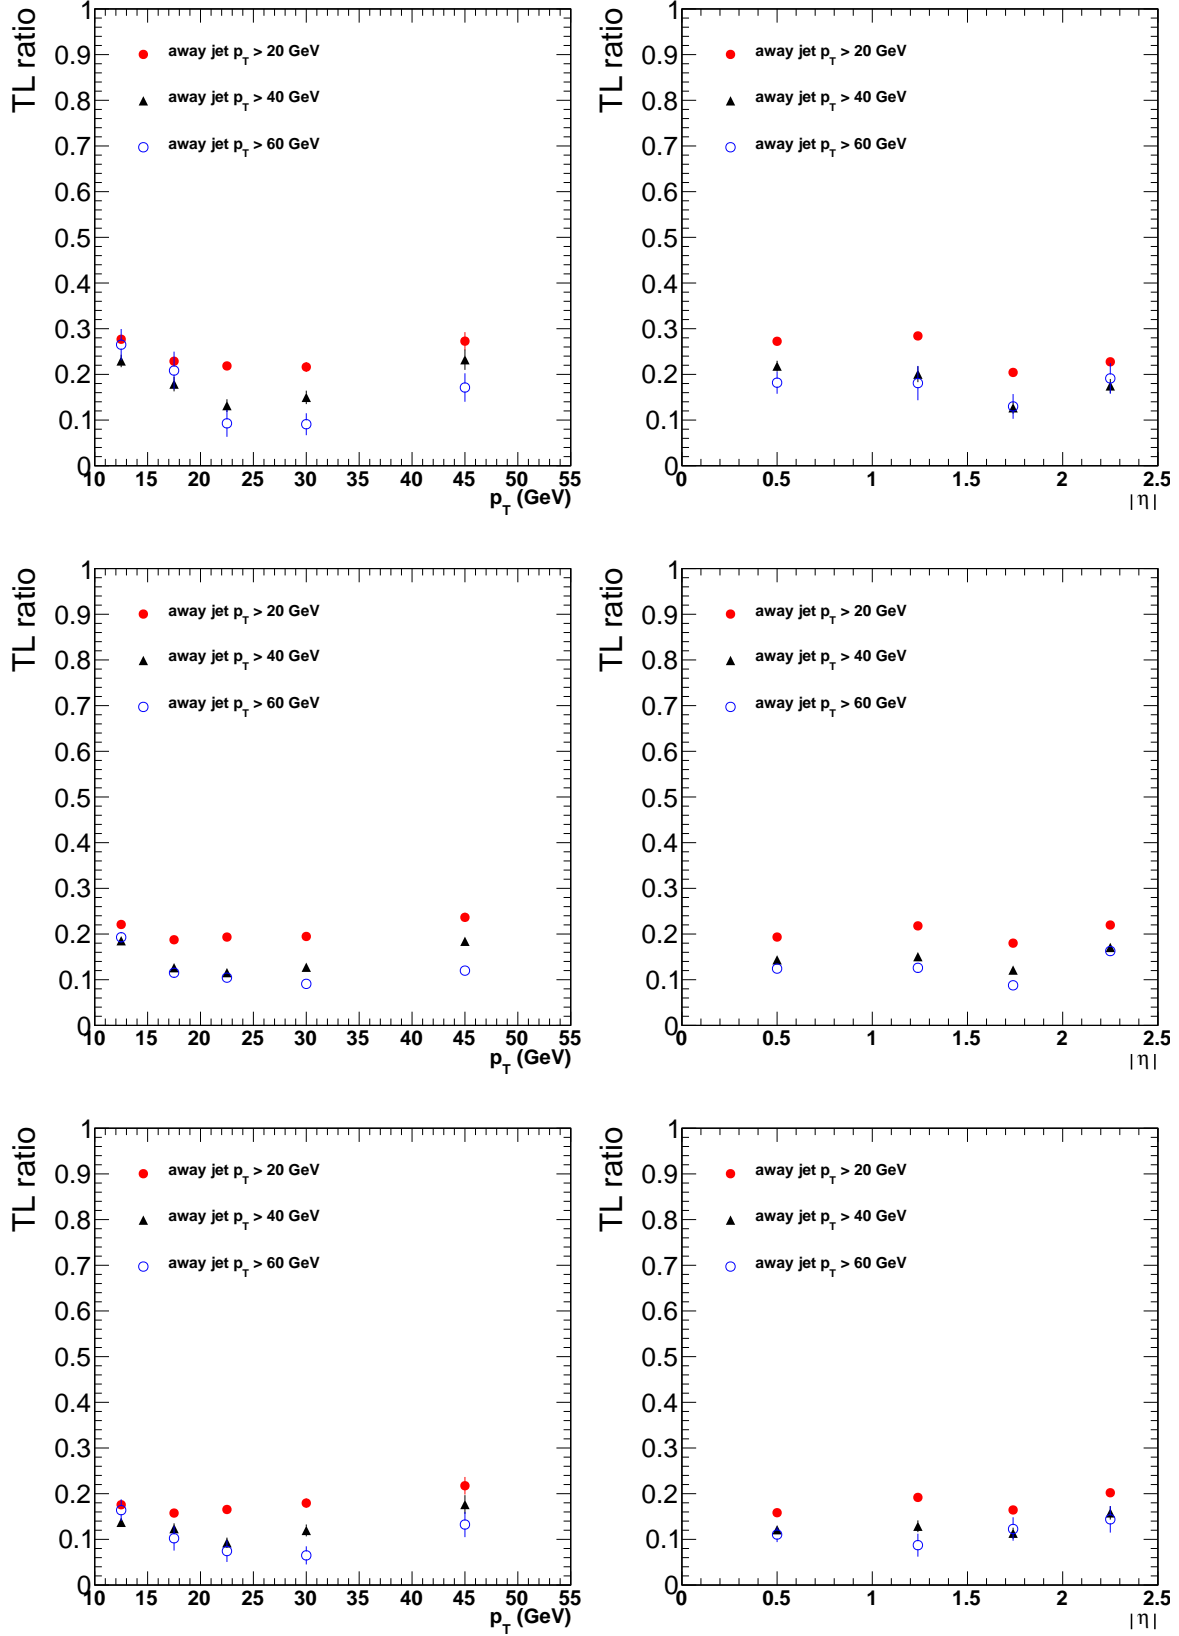 TL ratio
1
0.9
0.8
0.7
0.6
0.5
0.4
0.3
0.2
0.1
0
away jet p_T > 20 GeV
away jet p_T > 40 GeV
away jet p_T > 60 GeV
10 15 20 25 30 35 40 45 50 55
p_T (GeV)
TL ratio
1
0.9
0.8
0.7
0.6
0.5
0.4
0.3
0.2
0.1
0
away jet p_T > 20 GeV
away jet p_T > 40 GeV
away jet p_T > 60 GeV
0 0.5 1 1.5 2 2.5
|η|
TL ratio
1
0.9
0.8
0.7
0.6
0.5
0.4
0.3
0.2
0.1
0
away jet p_T > 20 GeV
away jet p_T > 40 GeV
away jet p_T > 60 GeV
10 15 20 25 30 35 40 45 50 55
p_T (GeV)
TL ratio
1
0.9
0.8
0.7
0.6
0.5
0.4
0.3
0.2
0.1
0
away jet p_T > 20 GeV
away jet p_T > 40 GeV
away jet p_T > 60 GeV
0 0.5 1 1.5 2 2.5
|η|
TL ratio
1
0.9
0.8
0.7
0.6
0.5
0.4
0.3
0.2
0.1
0
away jet p_T > 20 GeV
away jet p_T > 40 GeV
away jet p_T > 60 GeV
10 15 20 25 30 35 40 45 50 55
p_T (GeV)
TL ratio
1
0.9
0.8
0.7
0.6
0.5
0.4
0.3
0.2
0.1
0
away jet p_T > 20 GeV
away jet p_T > 40 GeV
away jet p_T > 60 GeV
0 0.5 1 1.5 2 2.5
|η|